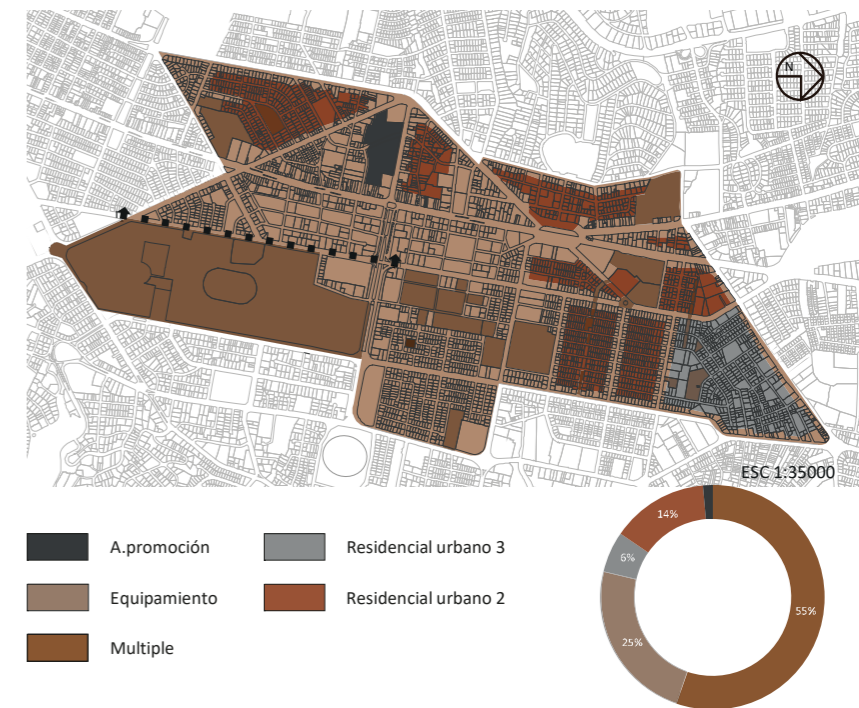 N
ESC 1:35000
A.promoción
Residencial urbano 3
Equipamiento
Residencial urbano 2
Multiple
14%
6%
25%
55%